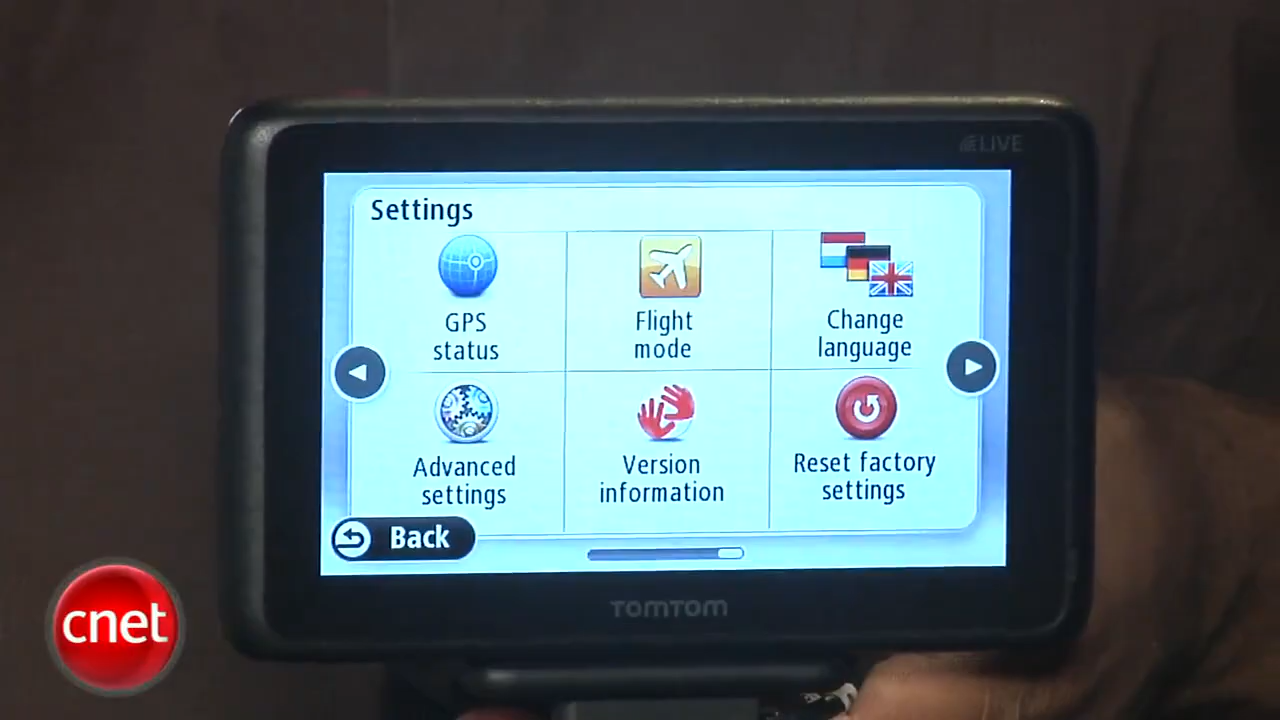 LIVE
Settings
GPS
status
Flight
mode
Change
language
Advanced
settings
Version
information
Reset factory
settings
Back
TOMTOM
cnet